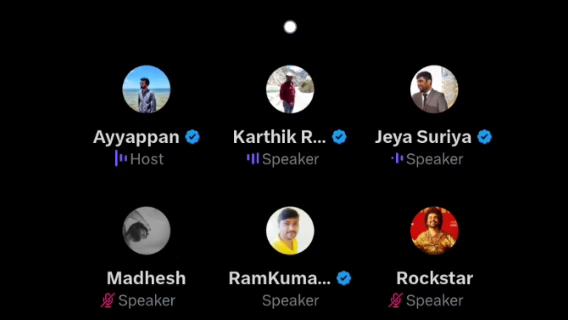 Ayyappan Karthik R... Jeya Suriya
Host Speaker Speaker
Madhesh RamKuma... Rockstar
Speaker Speaker Speaker